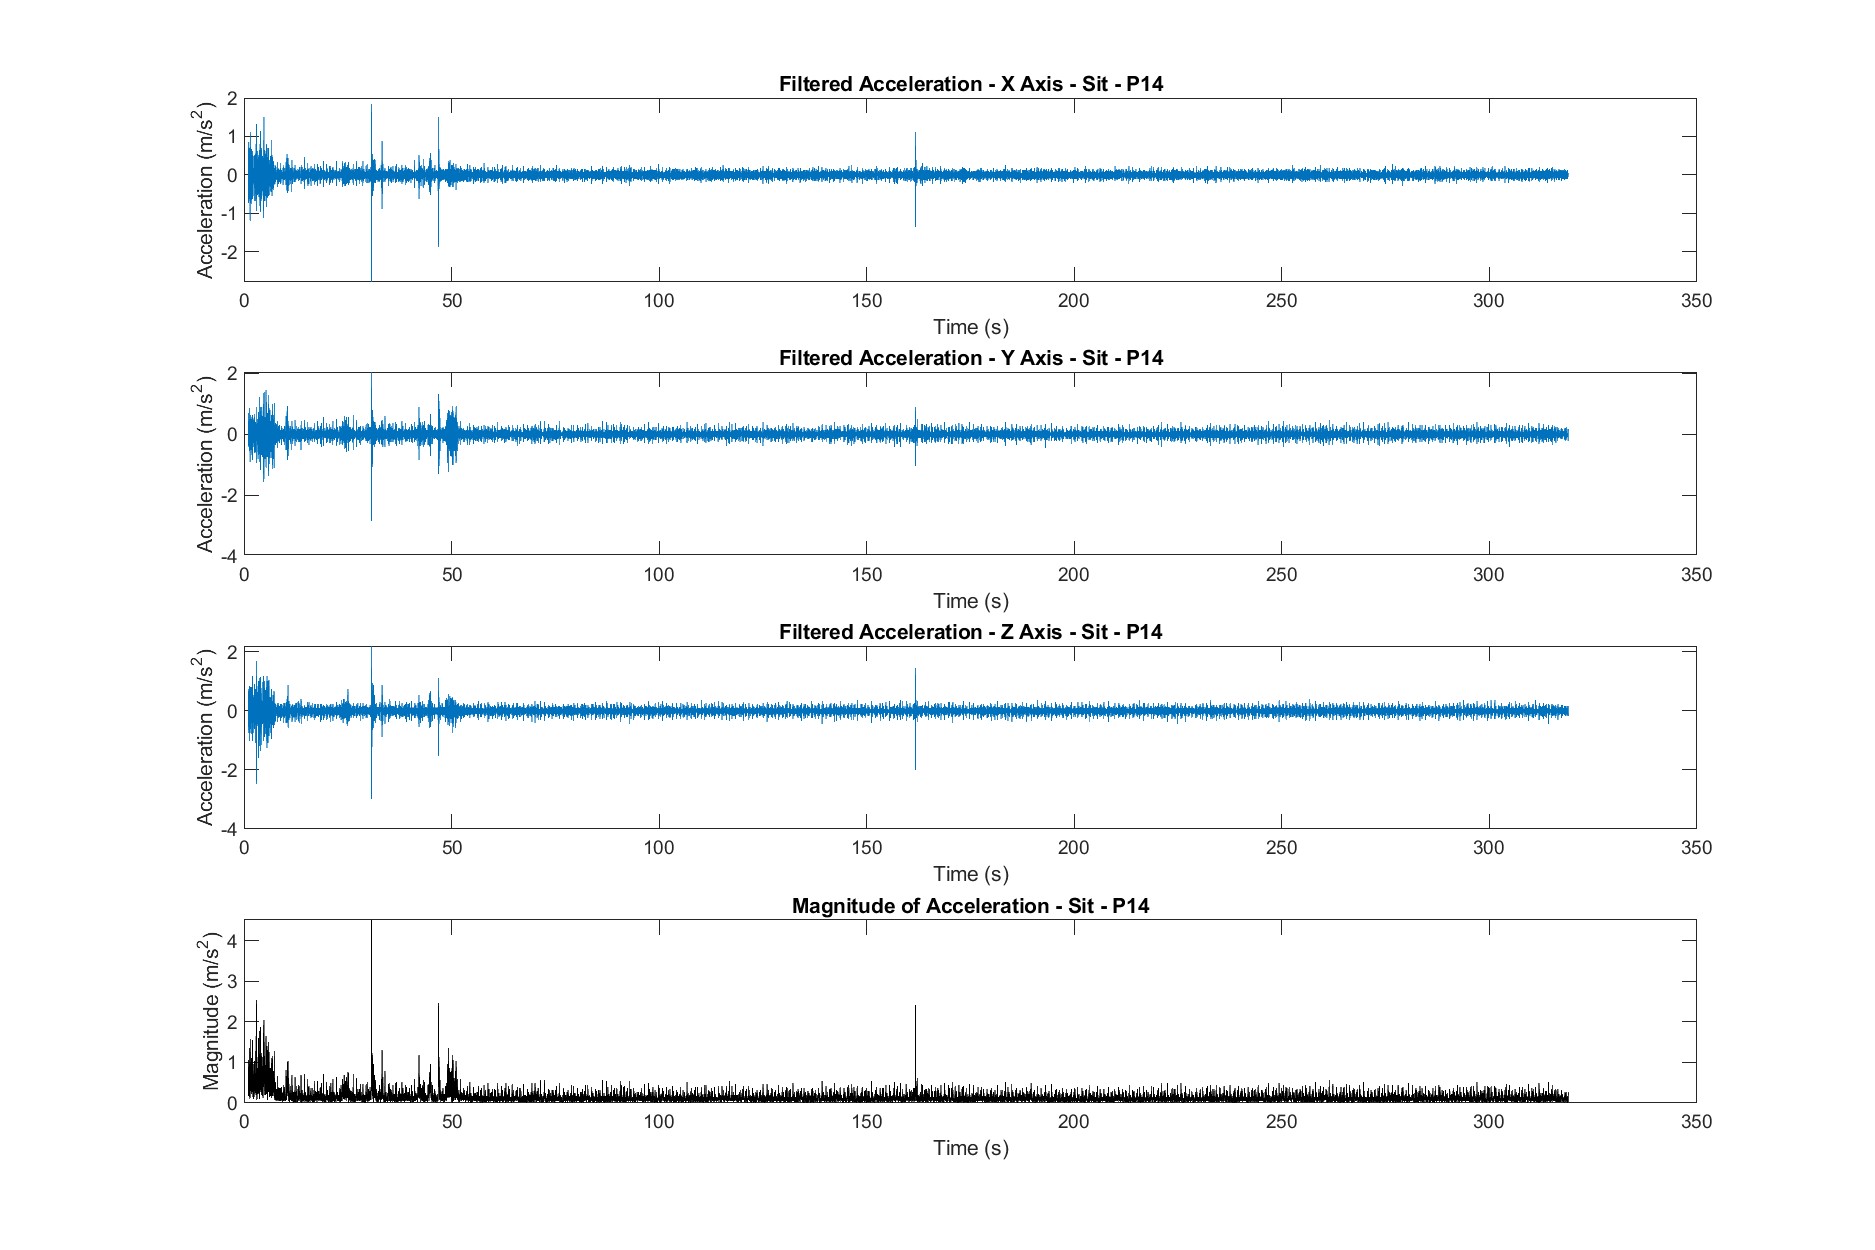 Filtered Acceleration - X Axis - Sit - P14
Acceleration (m/s²)
2
1
0
-1
-2
0 50 100 150 200 250 300 350
Time (s)
Filtered Acceleration - Y Axis - Sit - P14
Acceleration (m/s²)
2
0
-2
-4
0 50 100 150 200 250 300 350
Time (s)
Filtered Acceleration - Z Axis - Sit - P14
Acceleration (m/s²)
2
0
-2
-4
0 50 100 150 200 250 300 350
Time (s)
Magnitude of Acceleration - Sit - P14
Magnitude (m/s²)
4
3
2
1
0
0 50 100 150 200 250 300 350
Time (s)